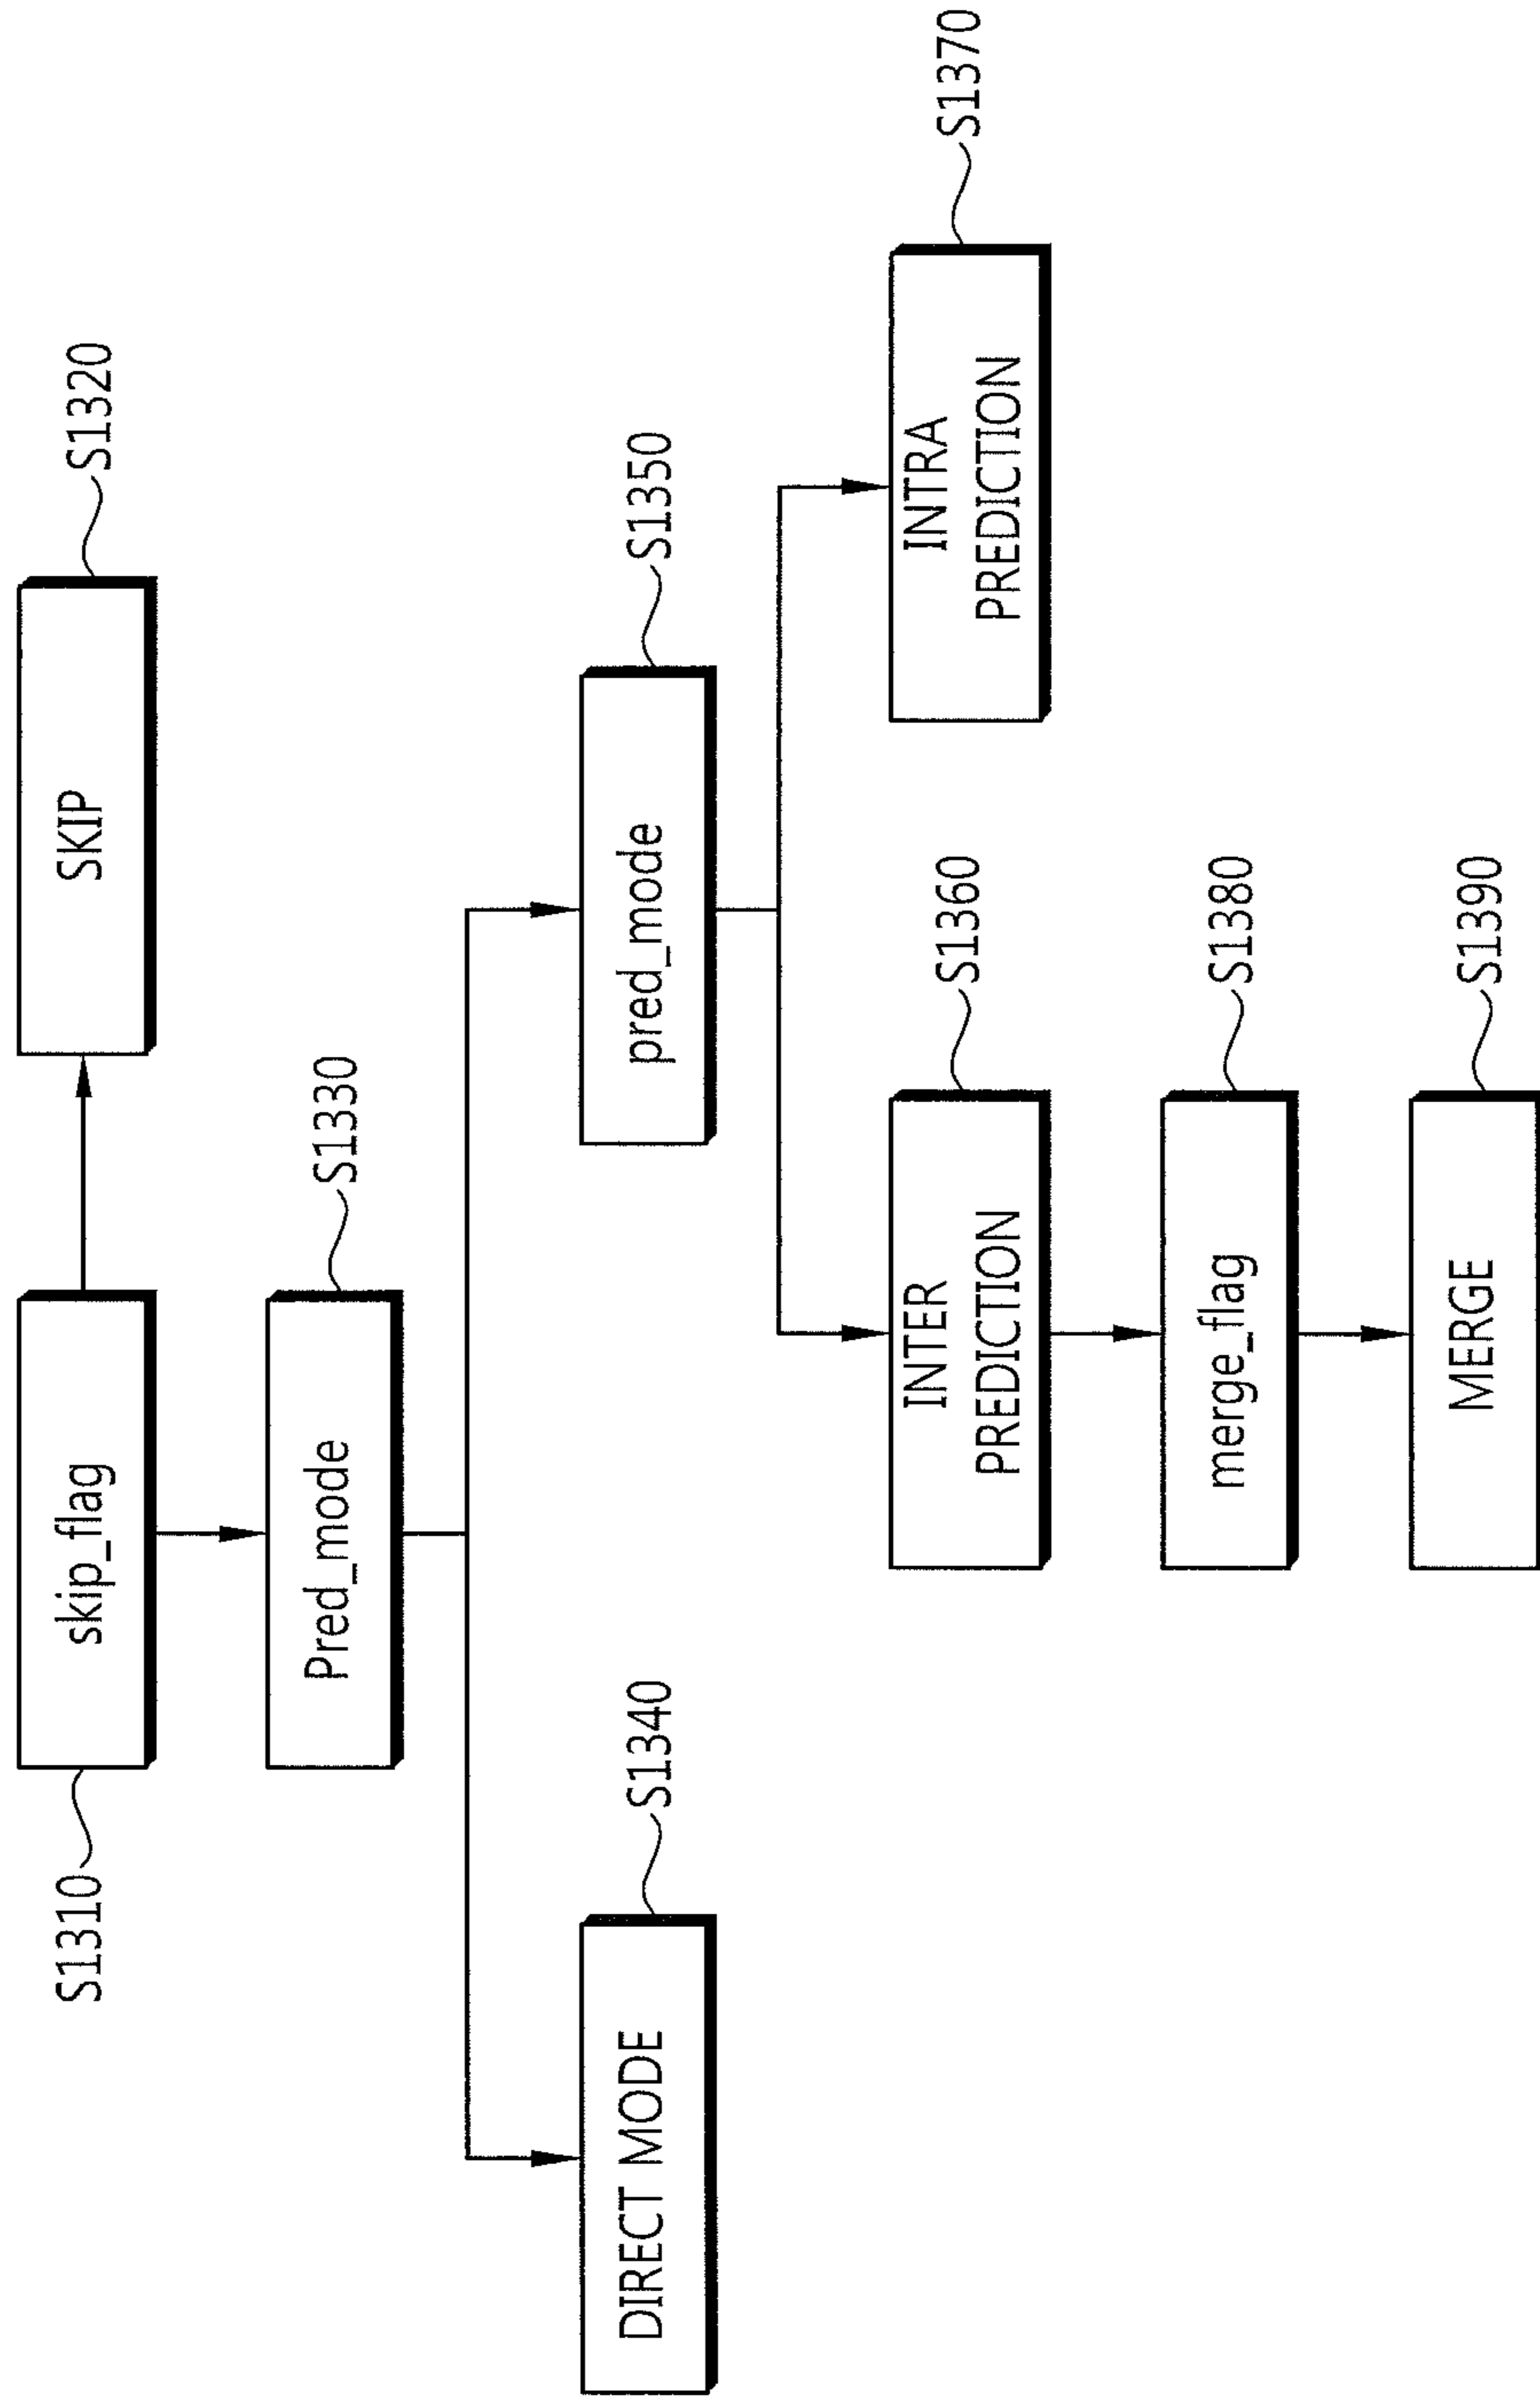 S1310
skip_flag
SKIP
S1320
Pred_mode
S1330
DIRECT MODE
S1340
pred_mode
S1350
INTER
PREDICTION
S1360
INTRA
PREDICTION
S1370
merge_flag
S1380
MERGE
S1390